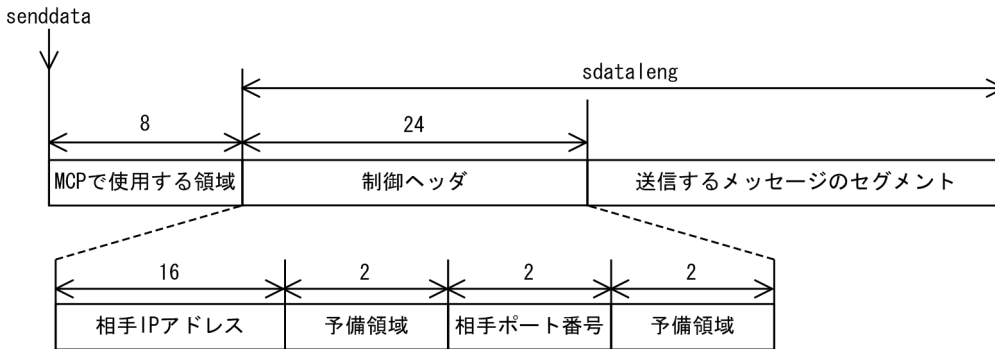 senddata
sdataleng
8
24
MCPで使用する領域
制御ヘッダ
送信するメッセージのセグメント
16
2
2
2
相手IPアドレス
予備領域
相手ポート番号
予備領域